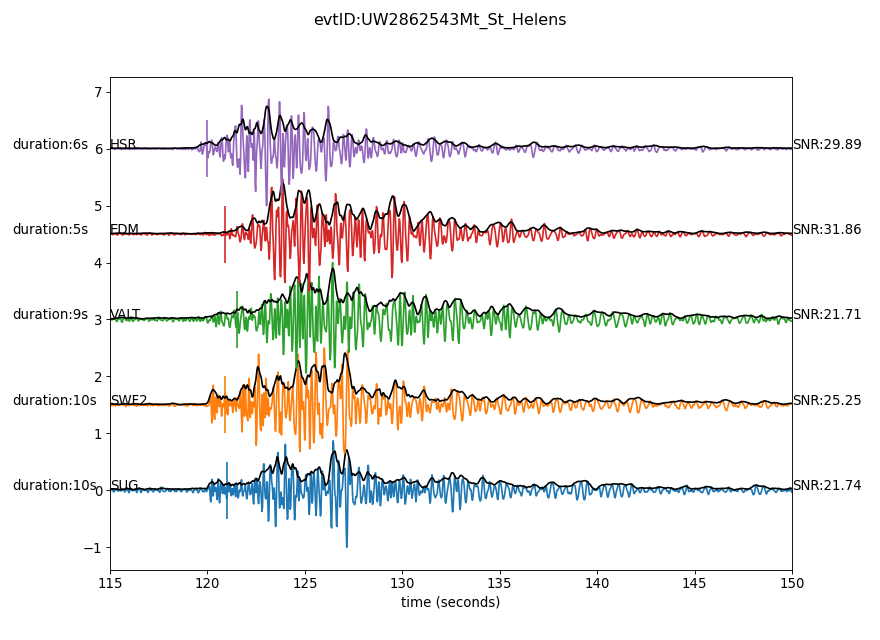 evtID:UW2862543Mt_St_Helens
7
duration:6s HSR SNR:29.89
6
5
duration:5s EDM SNR:31.86
4
duration:9s VALT SNR:21.71
3
2
duration:10s SWF2 SNR:25.25
1
duration:10s SUG SNR:21.74
0
−1
115 120 125 130 135 140 145 150
time (seconds)